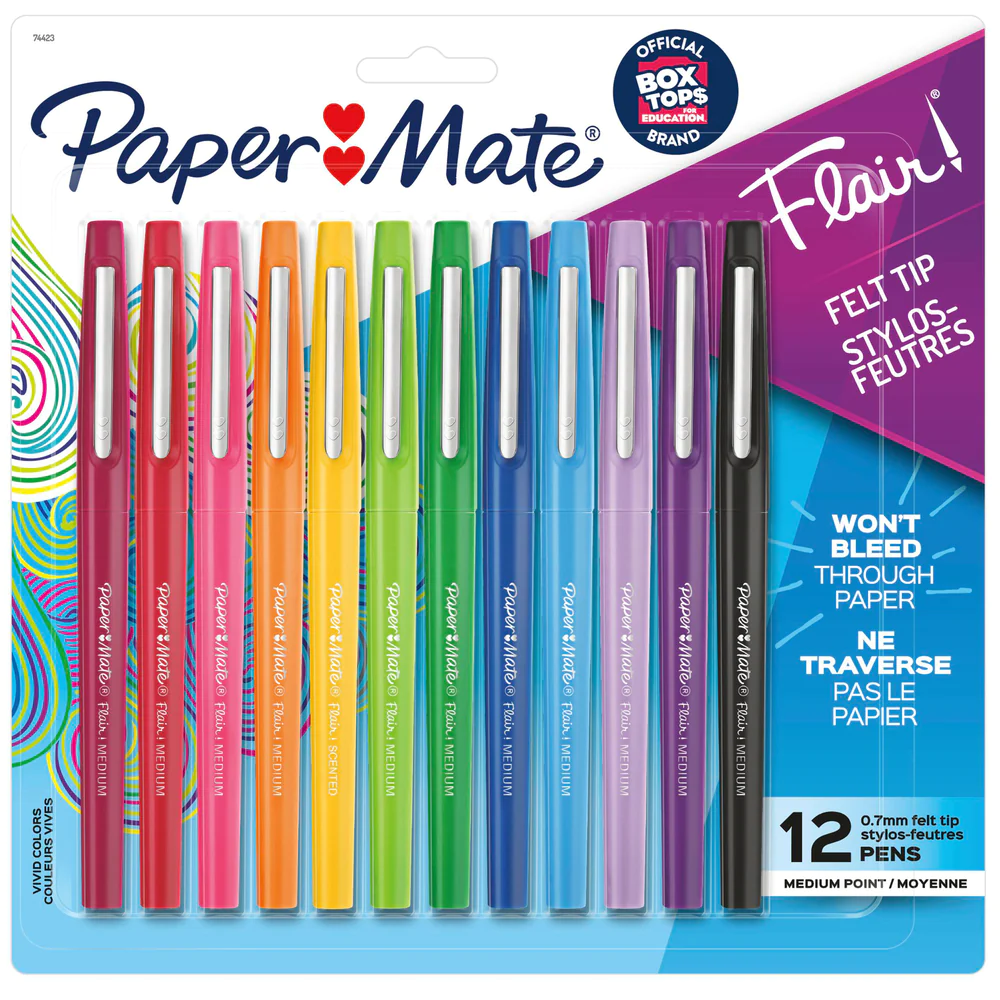 74423
Paper Mate®
OFFICIAL
BOX
TOP$
FOR
EDUCATION.
BRAND
Flair!®
FELT TIP
STYLOS-
FEUTRES
WON'T
BLEED
THROUGH
PAPER
NE
TRAVERSE
PAS LE
PAPIER
Paper Mate® Flair! MEDIUM
Paper Mate® Flair! MEDIUM
Paper Mate® Flair! MEDIUM
Paper Mate® Flair! MEDIUM
Paper Mate® Flair! SCENTED
Paper Mate® Flair! MEDIUM
Paper Mate® Flair! MEDIUM
Paper Mate® Flair! MEDIUM
Paper Mate® Flair! MEDIUM
Paper Mate® Flair! MEDIUM
Paper Mate® Flair! MEDIUM
Paper Mate® Flair! MEDIUM
VIVID COLORS
COULEURS VIVES
12 0.7mm felt tip
stylos-feutres
PENS
MEDIUM POINT / MOYENNE